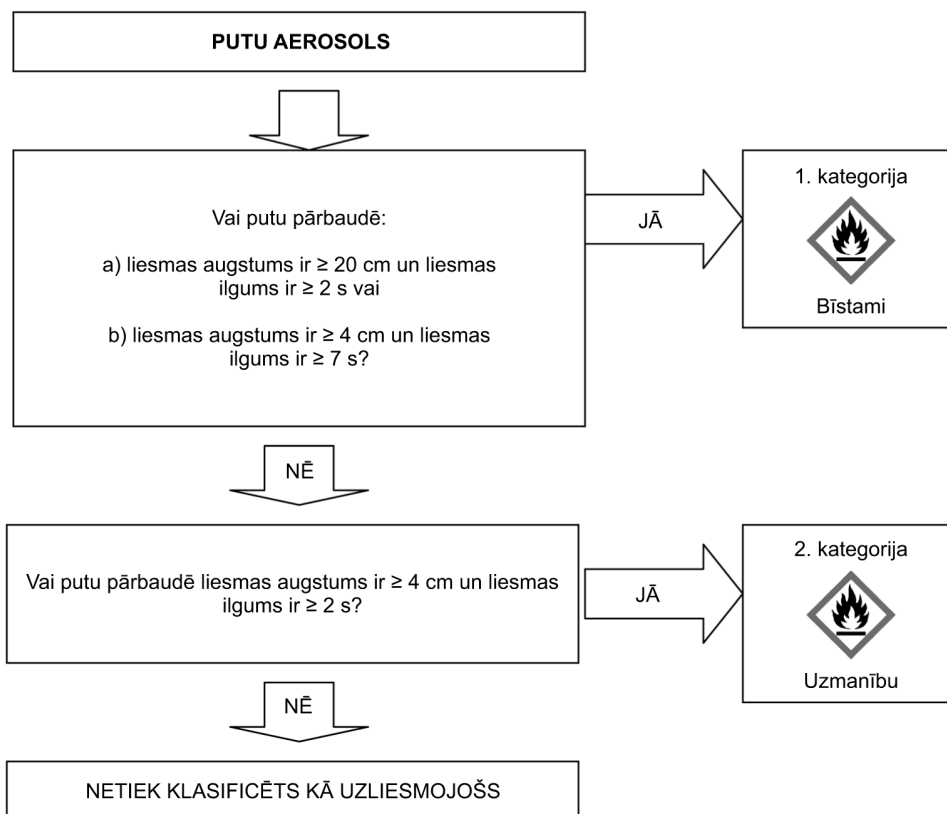 PUTU AEROSOLS
Vai putu pārbaudē:
a) liesmas augstums ir ≥ 20 cm un liesmas
ilgums ir ≥ 2 s vai
b) liesmas augstums ir ≥ 4 cm un liesmas
ilgums ir ≥ 7 s?
JĀ
1. kategorija
Bīstami
NĒ
Vai putu pārbaudē liesmas augstums ir ≥ 4 cm un liesmas
ilgums ir ≥ 2 s?
JĀ
2. kategorija
Uzmanību
NĒ
NETIEK KLASIFICĒTS KĀ UZLIESMOJOŠS